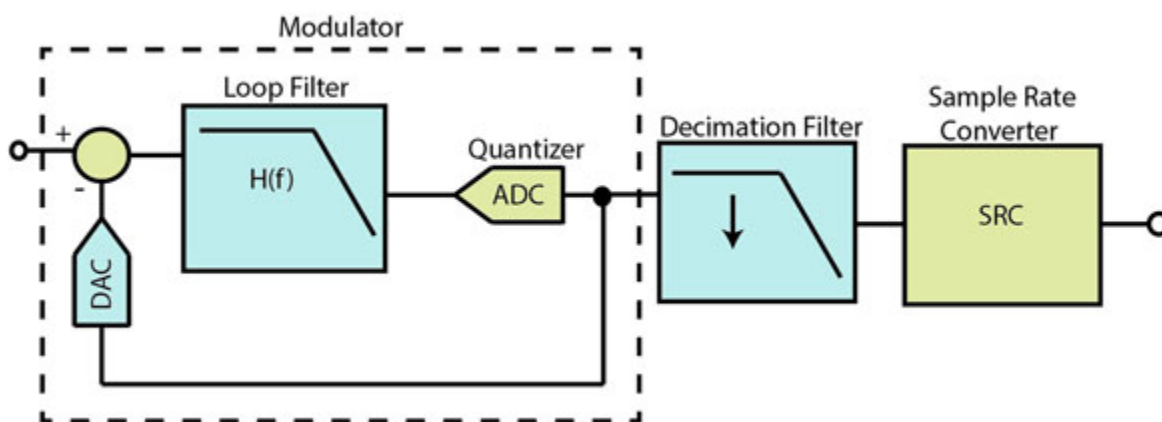 Modulator
Loop Filter
Sample Rate
Converter
Decimation Filter
Quantizer
+
-
H(f)
ADC
SRC
DAC